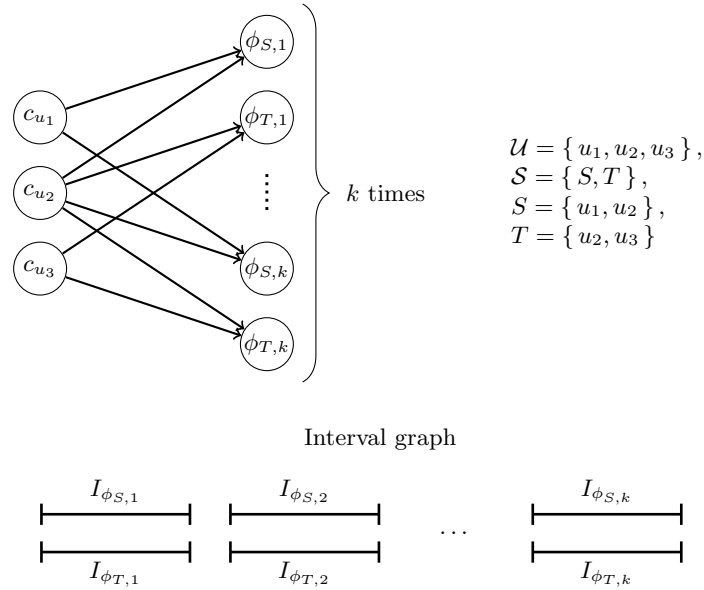 ϕ_{S,1}
c_{u_1}
ϕ_{T,1}
c_{u_2}
k times
c_{u_3}
ϕ_{S,k}
ϕ_{T,k}
𝒰 = { u_1, u_2, u_3 } ,
𝒮 = { S, T } ,
S = { u_1, u_2 } ,
T = { u_2, u_3 }
Interval graph
I_{ϕ_{S,1}} I_{ϕ_{S,2}} I_{ϕ_{S,k}}
...
I_{ϕ_{T,1}} I_{ϕ_{T,2}} I_{ϕ_{T,k}}